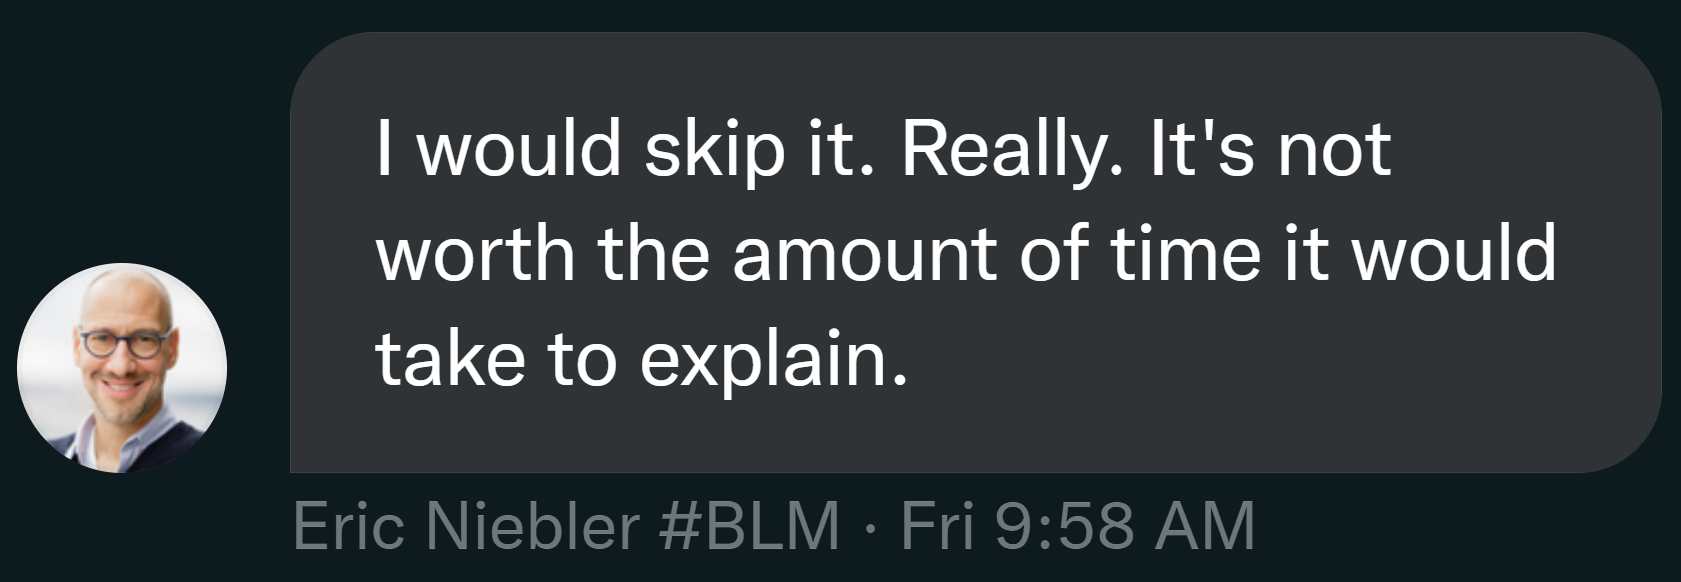 I would skip it. Really. It's not
worth the amount of time it would
take to explain.
Eric Niebler #BLM · Fri 9:58 AM